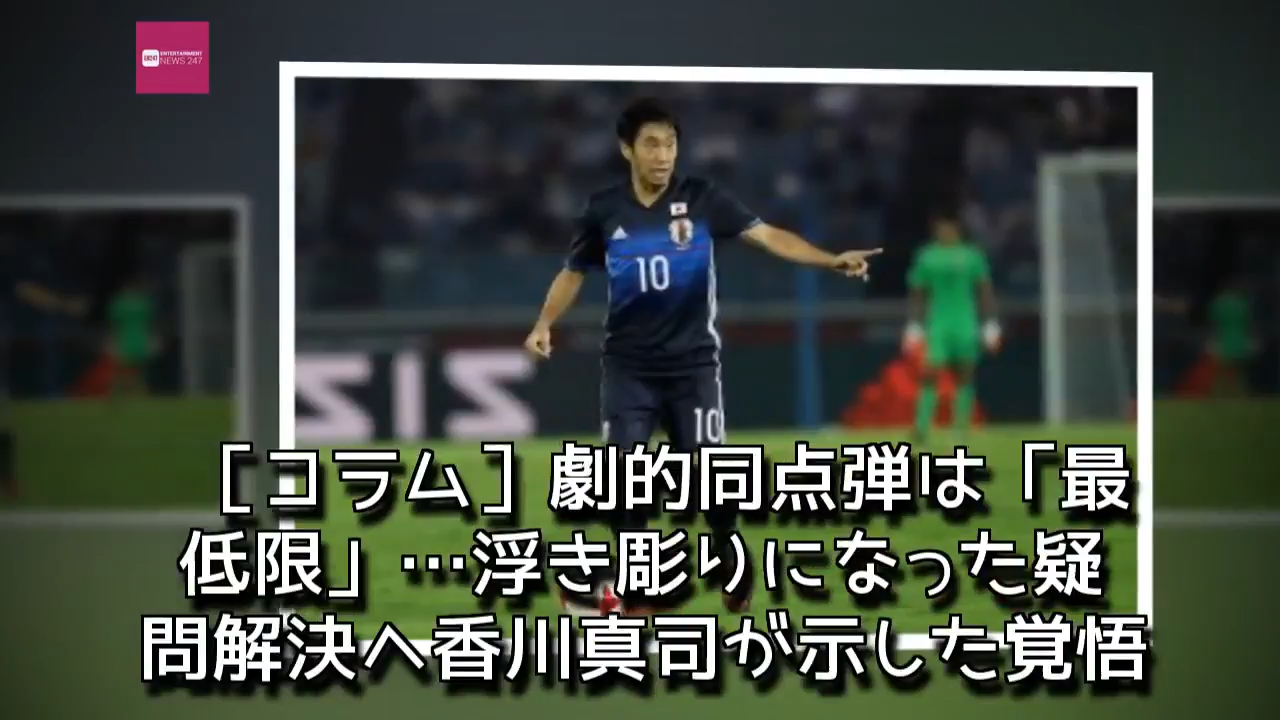 ENTERTAINMENT
NEWS 247
10
10
ZIZ
［コラム］劇的同点弾は「最
低限」…浮き彫りになった疑
問解決へ香川真司が示した覚悟